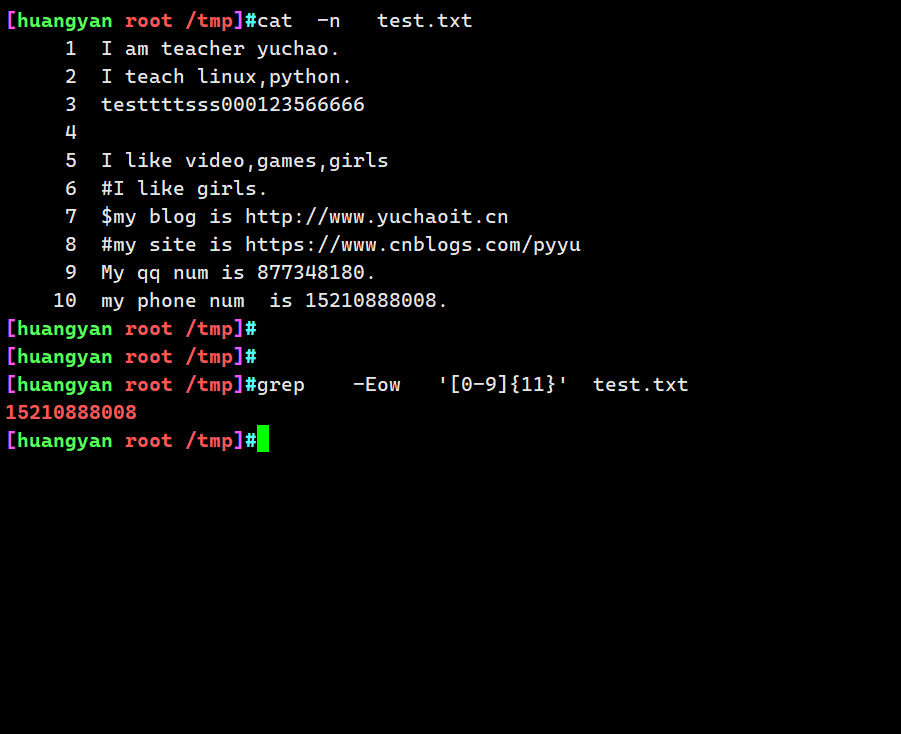 [huangyan root /tmp]#cat  -n   test.txt
     1  I am teacher yuchao.
     2  I teach linux,python.
     3  testtttsss000123566666
     4
     5  I like video,games,girls
     6  #I like girls.
     7  $my blog is http://www.yuchaoit.cn
     8  #my site is https://www.cnblogs.com/pyyu
     9  My qq num is 877348180.
    10  my phone num  is 15210888008.
[huangyan root /tmp]#
[huangyan root /tmp]#
[huangyan root /tmp]#grep    -Eow   '[0-9]{11}'  test.txt
15210888008
[huangyan root /tmp]#